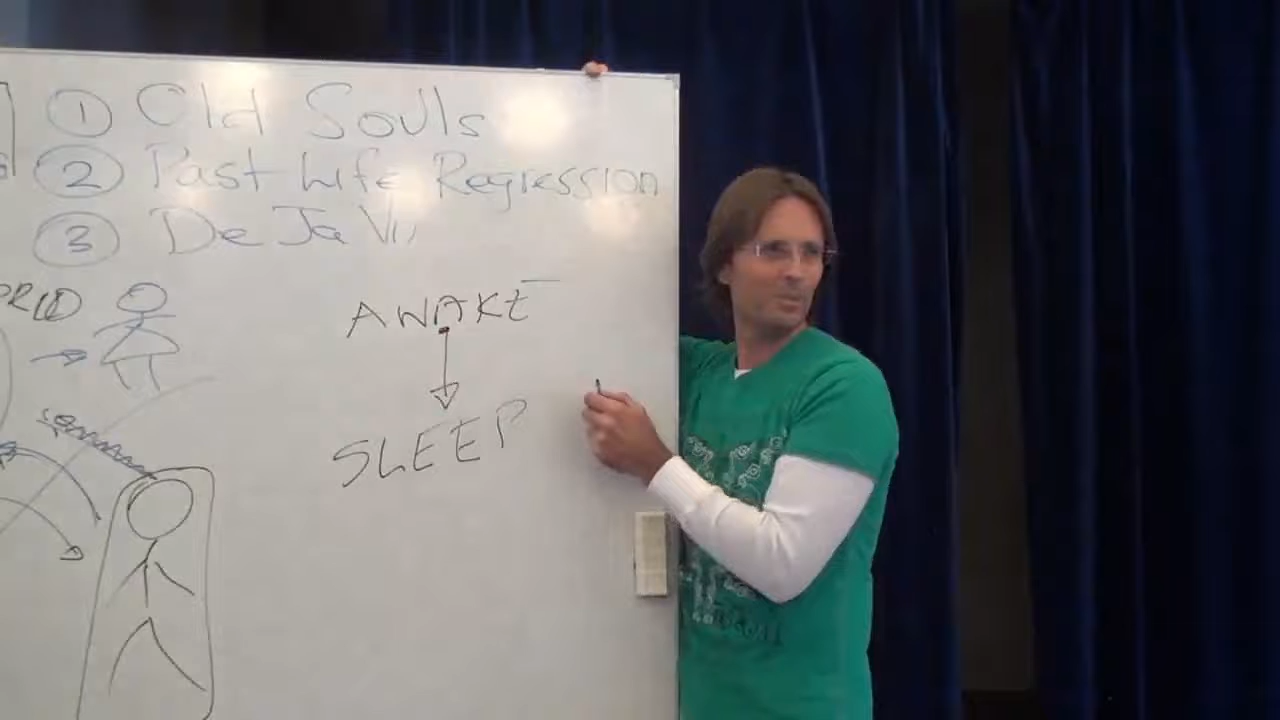 ① Old Souls
② Past Life Regression
③ De Ja Vu
AWAKE
SLEEP